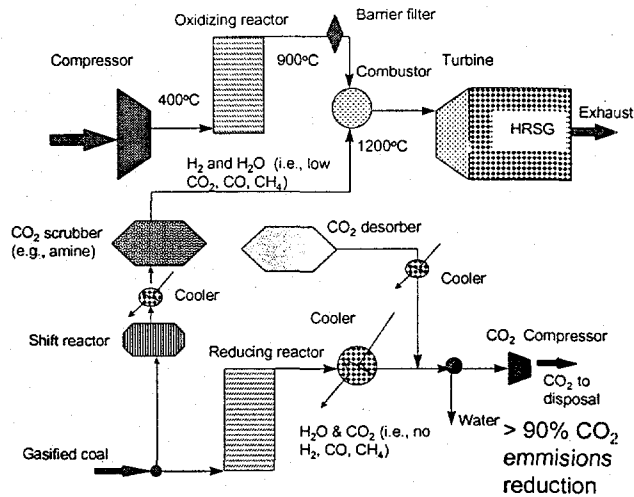 Oxidizing reactor
Barrier filter
Compressor
900°C
Combustor
Turbine
400°C
HRSG
Exhaust
1200°C
H₂ and H₂O (i.e., low
CO₂, CO, CH₄)
CO₂ scrubber
(e.g., amine)
CO₂ desorber
Cooler
Cooler
Cooler
Shift reactor
Reducing reactor
CO₂ Compressor
CO₂ to
disposal
H₂O & CO₂ (i.e., no
H₂, CO, CH₄)
Water
Gasified coal
> 90% CO₂
emmisions
reduction